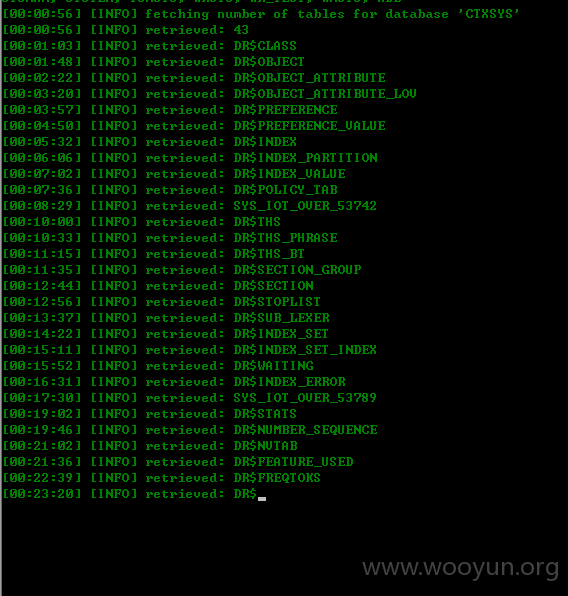 [00:00:56] [INFO] fetching number of tables for database 'CTXSYS'
[00:00:56] [INFO] retrieved: 43
[00:01:03] [INFO] retrieved: DR$CLASS
[00:01:48] [INFO] retrieved: DR$OBJECT
[00:02:22] [INFO] retrieved: DR$OBJECT_ATTRIBUTE
[00:03:20] [INFO] retrieved: DR$OBJECT_ATTRIBUTE_LOV
[00:03:57] [INFO] retrieved: DR$PREFERENCE
[00:04:50] [INFO] retrieved: DR$PREFERENCE_VALUE
[00:05:32] [INFO] retrieved: DR$INDEX
[00:06:06] [INFO] retrieved: DR$INDEX_PARTITION
[00:07:02] [INFO] retrieved: DR$INDEX_VALUE
[00:07:36] [INFO] retrieved: DR$POLICY_TAB
[00:08:29] [INFO] retrieved: SYS_IOT_OVER_53742
[00:10:00] [INFO] retrieved: DR$THS
[00:10:33] [INFO] retrieved: DR$THS_PHRASE
[00:11:15] [INFO] retrieved: DR$THS_BT
[00:11:35] [INFO] retrieved: DR$SECTION_GROUP
[00:12:44] [INFO] retrieved: DR$SECTION
[00:12:56] [INFO] retrieved: DR$STOPLIST
[00:13:37] [INFO] retrieved: DR$SUB_LEXER
[00:14:22] [INFO] retrieved: DR$INDEX_SET
[00:15:11] [INFO] retrieved: DR$INDEX_SET_INDEX
[00:15:52] [INFO] retrieved: DR$WAITING
[00:16:31] [INFO] retrieved: DR$INDEX_ERROR
[00:17:30] [INFO] retrieved: SYS_IOT_OVER_53789
[00:19:02] [INFO] retrieved: DR$STATS
[00:19:46] [INFO] retrieved: DR$NUMBER_SEQUENCE
[00:21:02] [INFO] retrieved: DR$NVTAB
[00:21:36] [INFO] retrieved: DR$FEATURE_USED
[00:22:39] [INFO] retrieved: DR$FREQTOKS
[00:23:20] [INFO] retrieved: DR$_
www.wooyun.org